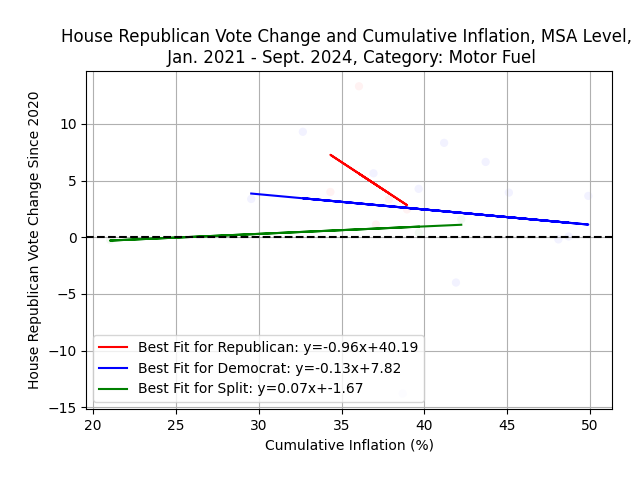 House Republican Vote Change and Cumulative Inflation, MSA Level,
Jan. 2021 - Sept. 2024, Category: Motor Fuel
House Republican Vote Change Since 2020
10
5
0
−5
−10
−15
Best Fit for Republican: y=-0.96x+40.19
Best Fit for Democrat: y=-0.13x+7.82
Best Fit for Split: y=0.07x+-1.67
20 25 30 35 40 45 50
Cumulative Inflation (%)